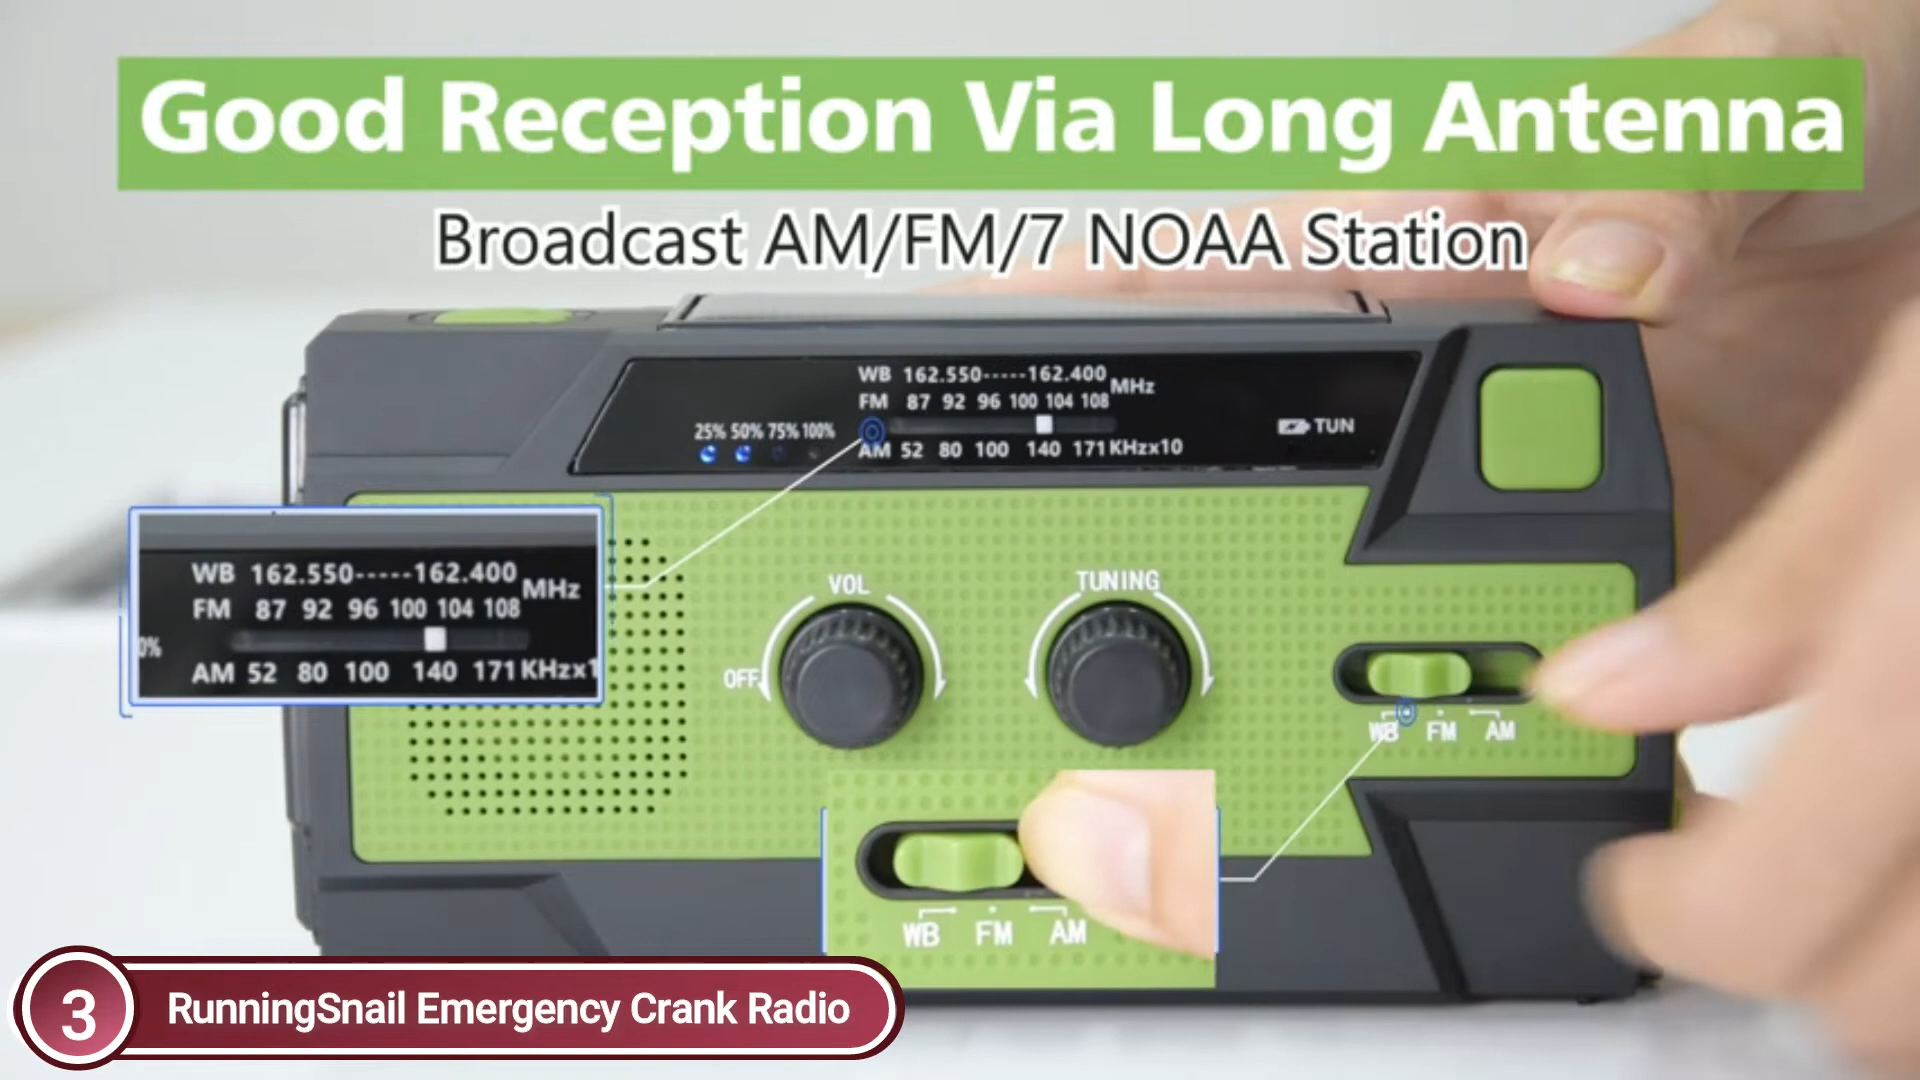 Good Reception Via Long Antenna
Broadcast AM/FM/7 NOAA Station
WB 162.550-----162.400
MHz
FM 87 92 96 100 104 108
25% 50% 75% 100%
AM 52 80 100 140 171 KHzx10
TUN
WB 162.550-----162.400
MHz
FM 87 92 96 100 104 108
0%
AM 52 80 100 140 171 KHzx1
VOL
TUNING
OFF
WB FM AM
WB FM AM
3 RunningSnail Emergency Crank Radio